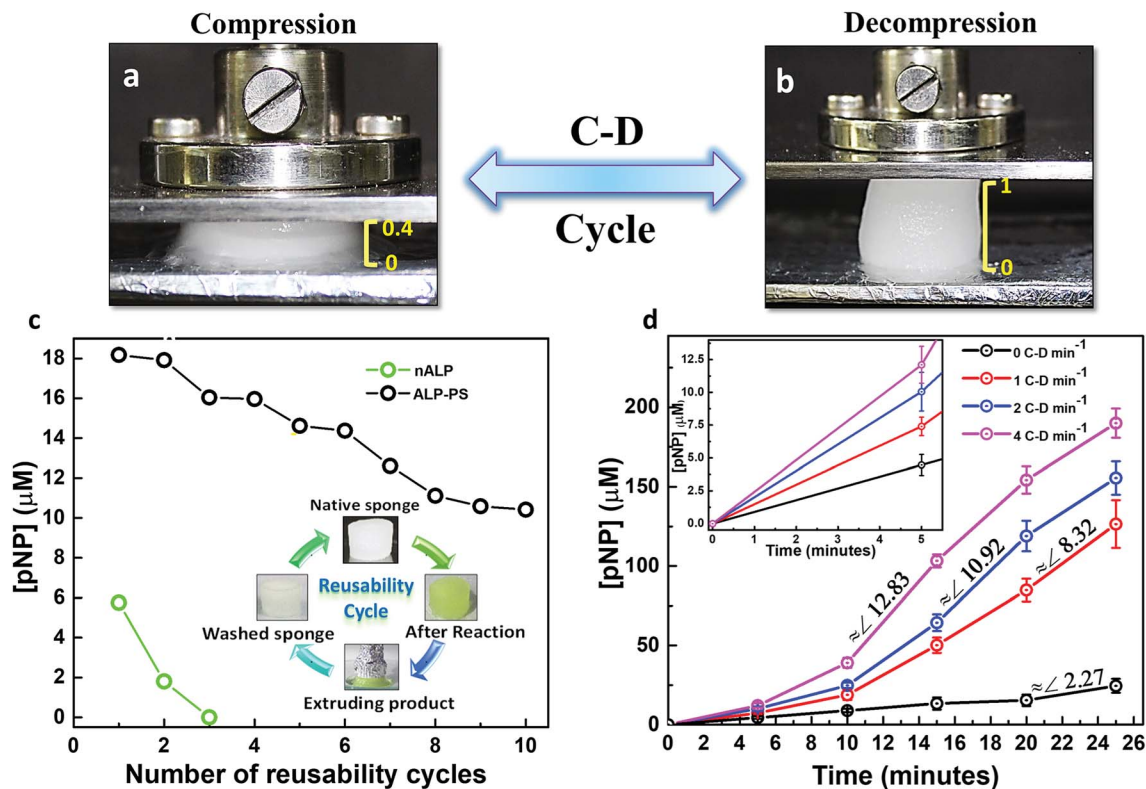 Compression
Decompression
a
0.4
0
C-D
Cycle
b
1
0
c
[pNP] (μM)
18
16
14
12
10
8
6
4
2
0
nALP
ALP-PS
Native sponge
Reusability
Cycle
Washed sponge
After Reaction
Extruding product
0 2 4 6 8 10
Number of reusability cycles
d
[pNP] (μM)
200
150
100
50
0
[pNP] (μM)
12.5
10.0
7.5
5.0
2.5
0.0
0 1 2 3 4 5
Time (minutes)
0 C-D min⁻¹
1 C-D min⁻¹
2 C-D min⁻¹
4 C-D min⁻¹
≈∠ 12.83
≈∠ 10.92
≈∠ 8.32
≈∠ 2.27
0 2 4 6 8 10 12 14 16 18 20 22 24 26
Time (minutes)